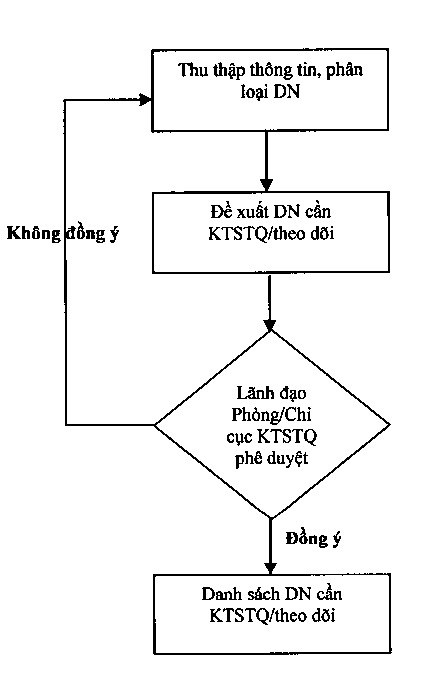 Thu thập thông tin, phân
loại DN
Đề xuất DN cần
KTSTQ/theo dõi
Không đồng ý
Lãnh đạo
Phòng/Chi
cục KTSTQ
phê duyệt
Đồng ý
Danh sách DN cần
KTSTQ/theo dõi